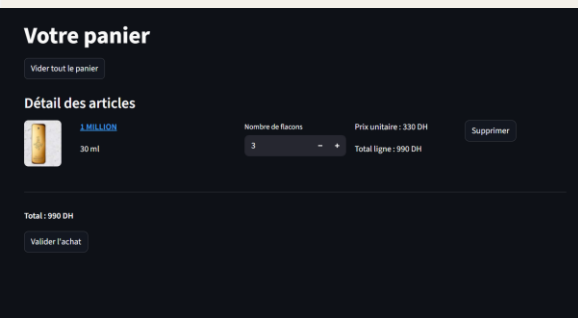 Votre panier
Vider tout le panier
Détail des articles
1 MILLION
30 ml
Nombre de flacons
3 − +
Prix unitaire : 330 DH
Total ligne : 990 DH
Supprimer
Total : 990 DH
Valider l'achat